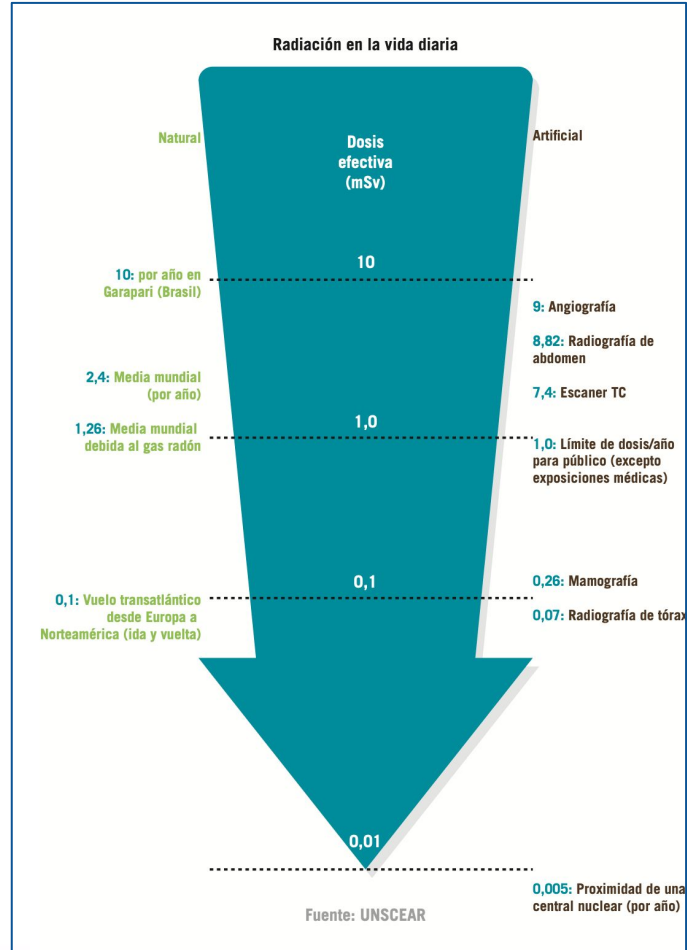 Radiación en la vida diaria
Natural
Dosis
efectiva
(mSv)
Artificial
10
10: por año en
Garapari (Brasil)
9: Angiografía
8,82: Radiografía de
abdomen
2,4: Media mundial
(por año)
7,4: Escaner TC
1,26: Media mundial
debida al gas radón
1,0
1,0: Límite de dosis/año
para público (excepto
exposiciones médicas)
0,1
0,26: Mamografía
0,1: Vuelo transatlántico
desde Europa a
Norteamérica (ida y vuelta)
0,07: Radiografía de tórax
0,01
0,005: Proximidad de una
central nuclear (por año)
Fuente: UNSCEAR